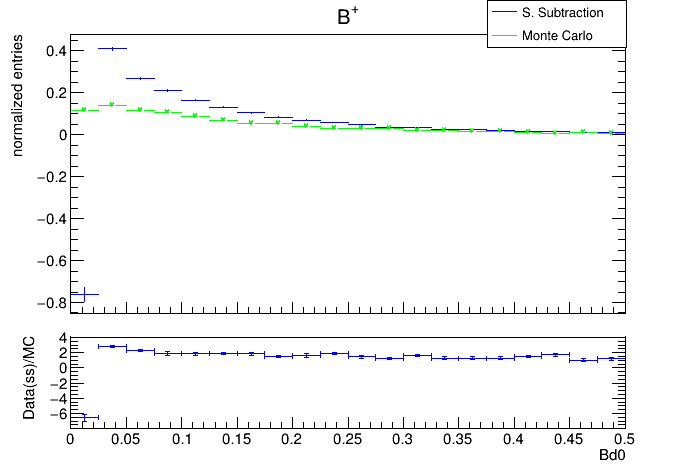 B+
S. Subtraction
Monte Carlo
normalized entries
0.4
0.2
0
−0.2
−0.4
−0.6
−0.8
Data(ss)/MC
4
2
0
−2
−4
−6
0 0.05 0.1 0.15 0.2 0.25 0.3 0.35 0.4 0.45 0.5
Bd0